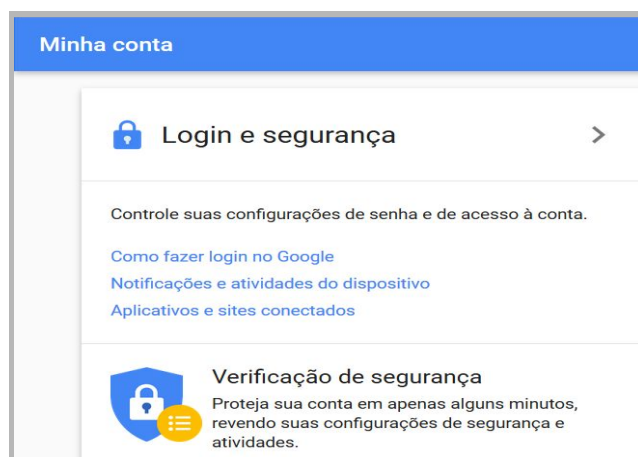 Minha conta
Login e segurança
Controle suas configurações de senha e de acesso à conta.
Como fazer login no Google
Notificações e atividades do dispositivo
Aplicativos e sites conectados
Verificação de segurança
Proteja sua conta em apenas alguns minutos,
revendo suas configurações de segurança e
atividades.